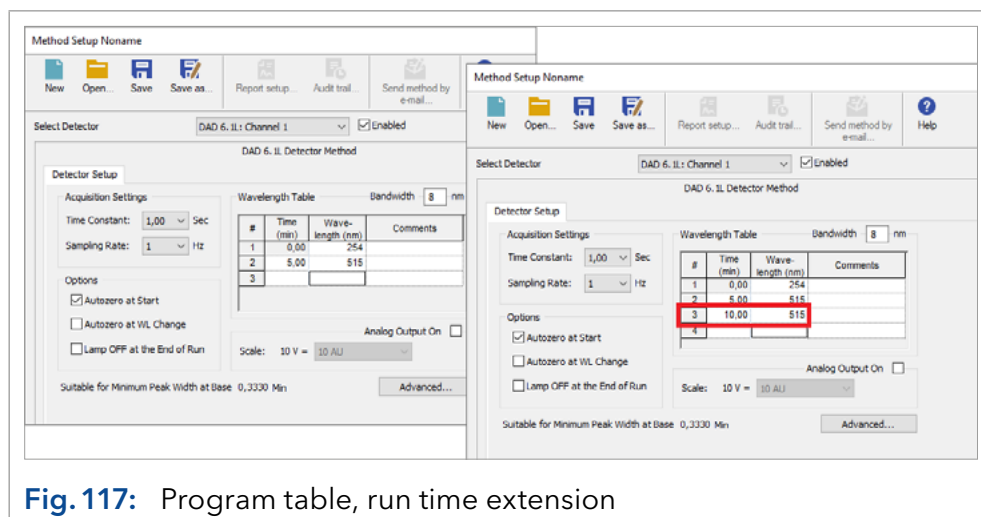 Method Setup Noname
New Open... Save Save as... Report setup... Audit trail... Send method by e-mail...
Select Detector DAD 6.1L: Channel 1 Enabled
DAD 6.1L Detector Method
Detector Setup
Acquisition Settings Wavelength Table Bandwidth 8 nm
Time Constant: 1,00 Sec
Sampling Rate: 1 Hz
# Time (min) Wave-length (nm) Comments
1 0,00 254
2 5,00 515
3
Options
Autozero at Start
Autozero at WL Change
Lamp OFF at the End of Run
Analog Output On
Scale: 10 V = 10 AU
Suitable for Minimum Peak Width at Base 0,3330 Min Advanced...
Method Setup Noname
New Open... Save Save as... Report setup... Audit trail... Send method by e-mail... Help
Select Detector DAD 6.1L: Channel 1 Enabled
DAD 6.1L Detector Method
Detector Setup
Acquisition Settings Wavelength Table Bandwidth 8 nm
Time Constant: 1,00 Sec
Sampling Rate: 1 Hz
# Time (min) Wave-length (nm) Comments
1 0,00 254
2 5,00 515
3 10,00 515
4
Options
Autozero at Start
Autozero at WL Change
Lamp OFF at the End of Run
Analog Output On
Scale: 10 V = 10 AU
Suitable for Minimum Peak Width at Base 0,3330 Min Advanced...
Fig. 117: Program table, run time extension